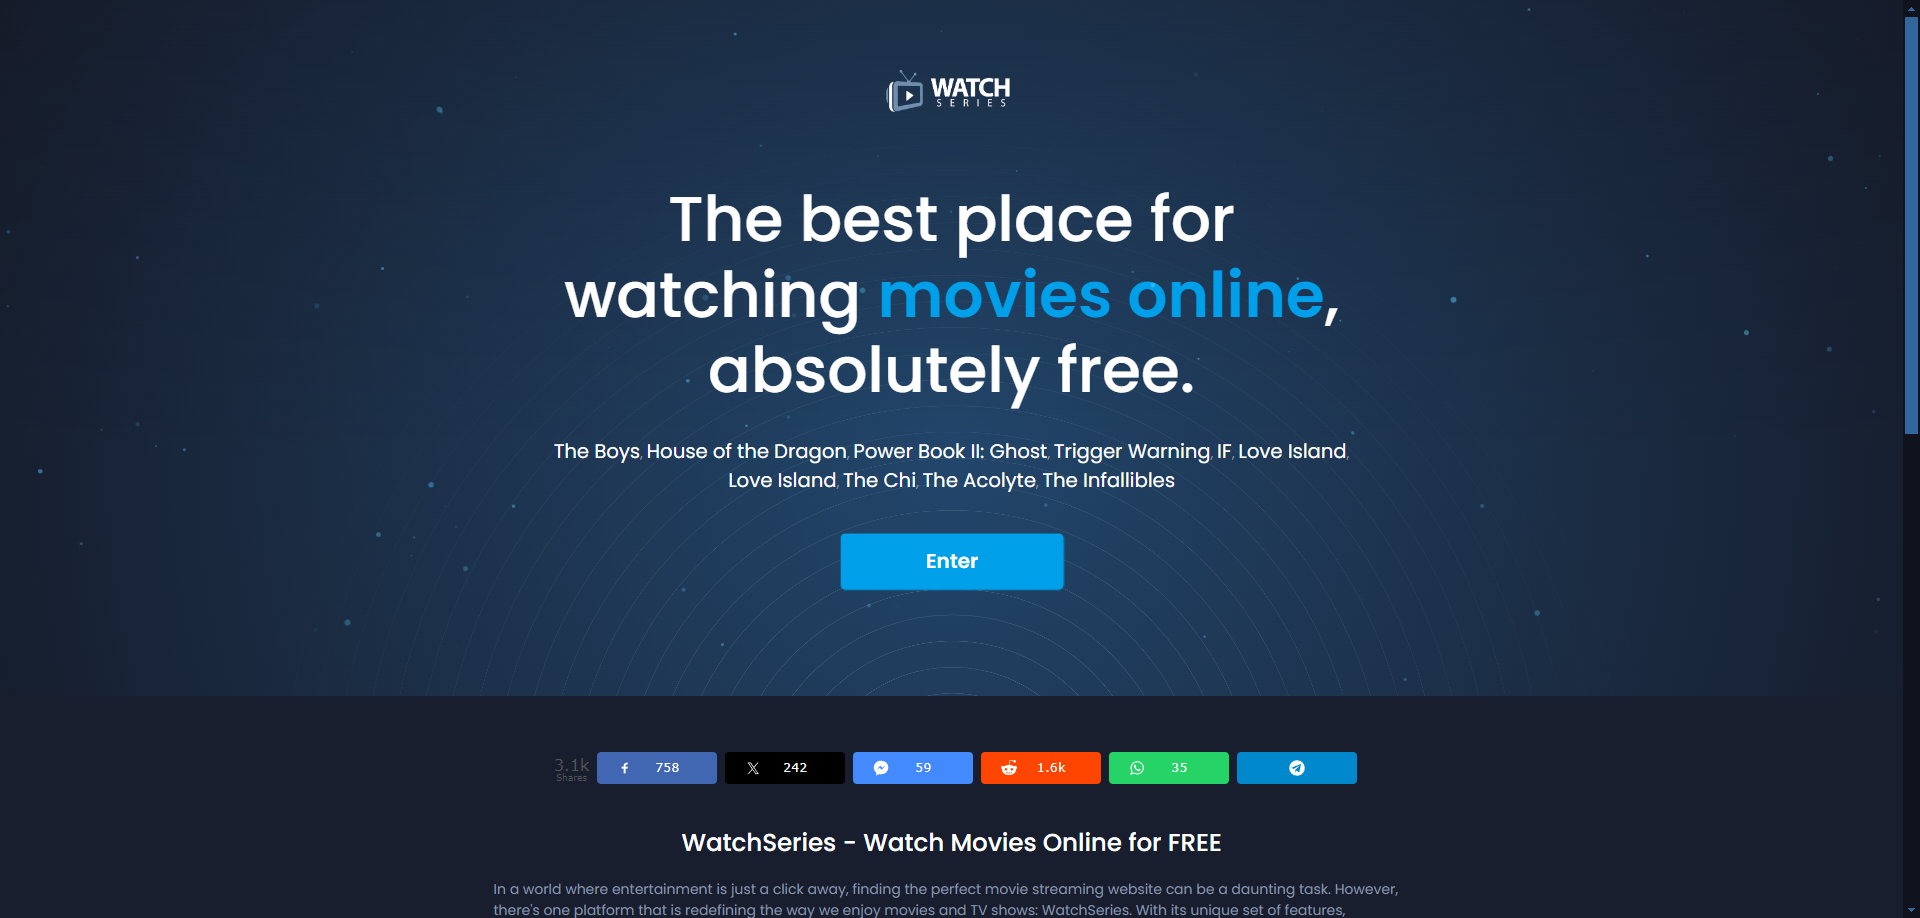 WATCH
SERIES
The best place for
watching movies online,
absolutely free.
The Boys, House of the Dragon, Power Book II: Ghost, Trigger Warning, IF, Love Island,
Love Island, The Chi, The Acolyte, The Infallibles
Enter
3.1k
Shares
758
242
59
1.6k
35
WatchSeries - Watch Movies Online for FREE
In a world where entertainment is just a click away, finding the perfect movie streaming website can be a daunting task. However,
there's one platform that is redefining the way we enjoy movies and TV shows: WatchSeries. With its unique set of features,